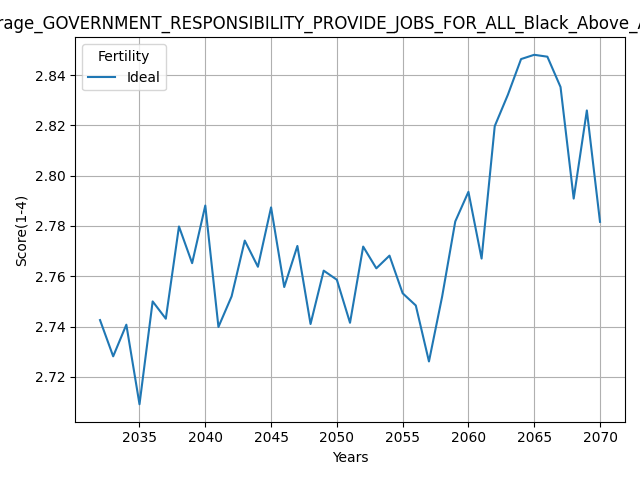 rage_GOVERNMENT_RESPONSIBILITY_PROVIDE_JOBS_FOR_ALL_Black_Above_A
Fertility
Ideal
2.84
2.82
2.80
2.78
2.76
2.74
2.72
Score(1-4)
2035 2040 2045 2050 2055 2060 2065 2070
Years